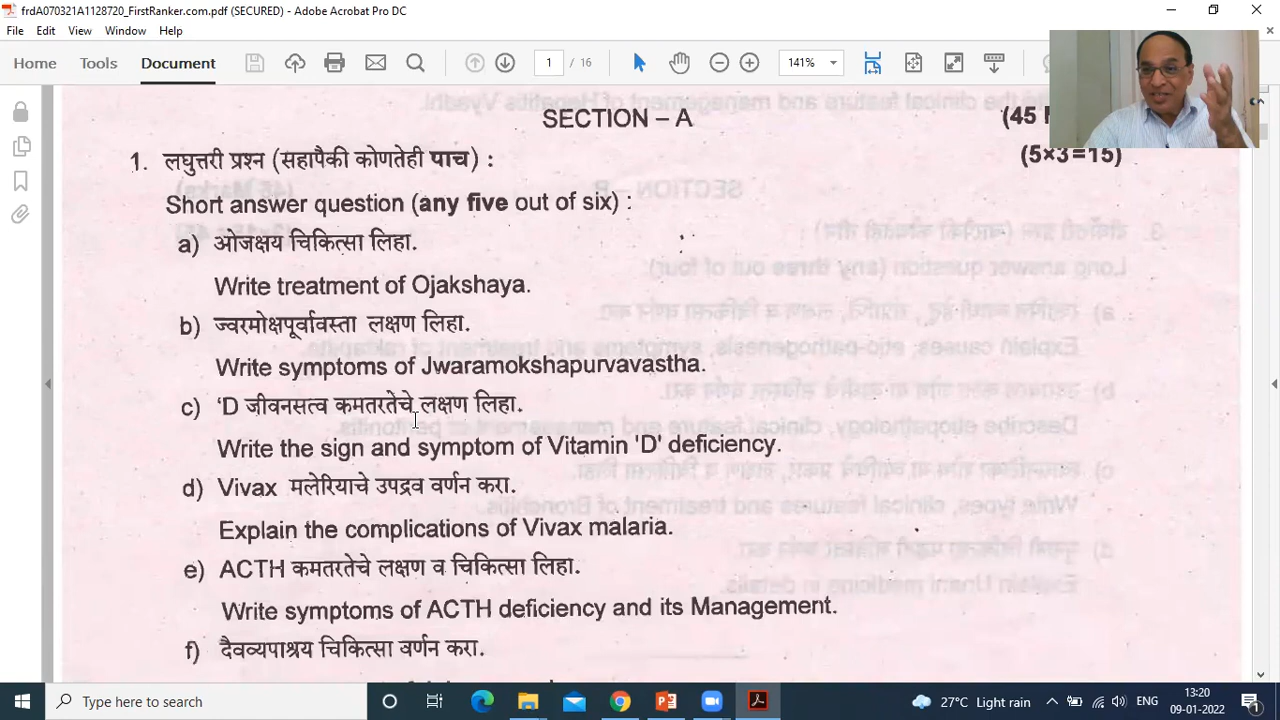 frdA070321A1128720_FirstRanker.com.pdf (SECURED) - Adobe Acrobat Pro DC
File Edit View Window Help
Home Tools Document 1 / 16 141%
SECTION – A (45
1. लघुत्तरी प्रश्न (सहापैकी कोणतेही पाच) : (5×3=15)
Short answer question (any five out of six) :
a) ओजक्षय चिकित्सा लिहा.
Write treatment of Ojakshaya.
b) ज्वरमोक्षपूर्वावस्ता लक्षण लिहा.
Write symptoms of Jwaramokshapurvavastha.
c) 'D जीवनसत्व कमतरतेचे लक्षण लिहा.
Write the sign and symptom of Vitamin 'D' deficiency.
d) Vivax मलेरियाचे उपद्रव वर्णन करा.
Explain the complications of Vivax malaria.
e) ACTH कमतरतेचे लक्षण व चिकित्सा लिहा.
Write symptoms of ACTH deficiency and its Management.
f) दैवव्यपाश्रय चिकित्सा वर्णन करा.
Type here to search 27°C Light rain ENG 13:20
09-01-2022